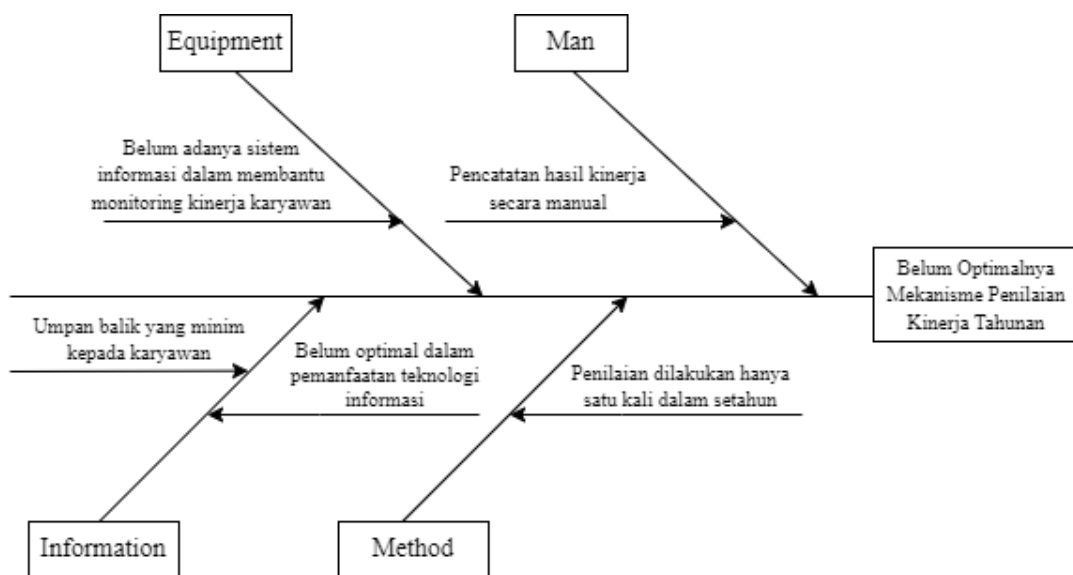 Equipment
Man
Belum adanya sistem
informasi dalam membantu
monitoring kinerja karyawan
Pencatatan hasil kinerja
secara manual
Belum Optimalnya
Mekanisme Penilaian
Kinerja Tahunan
Umpan balik yang minim
kepada karyawan
Belum optimal dalam
pemanfaatan teknologi
informasi
Penilaian dilakukan hanya
satu kali dalam setahun
Information
Method